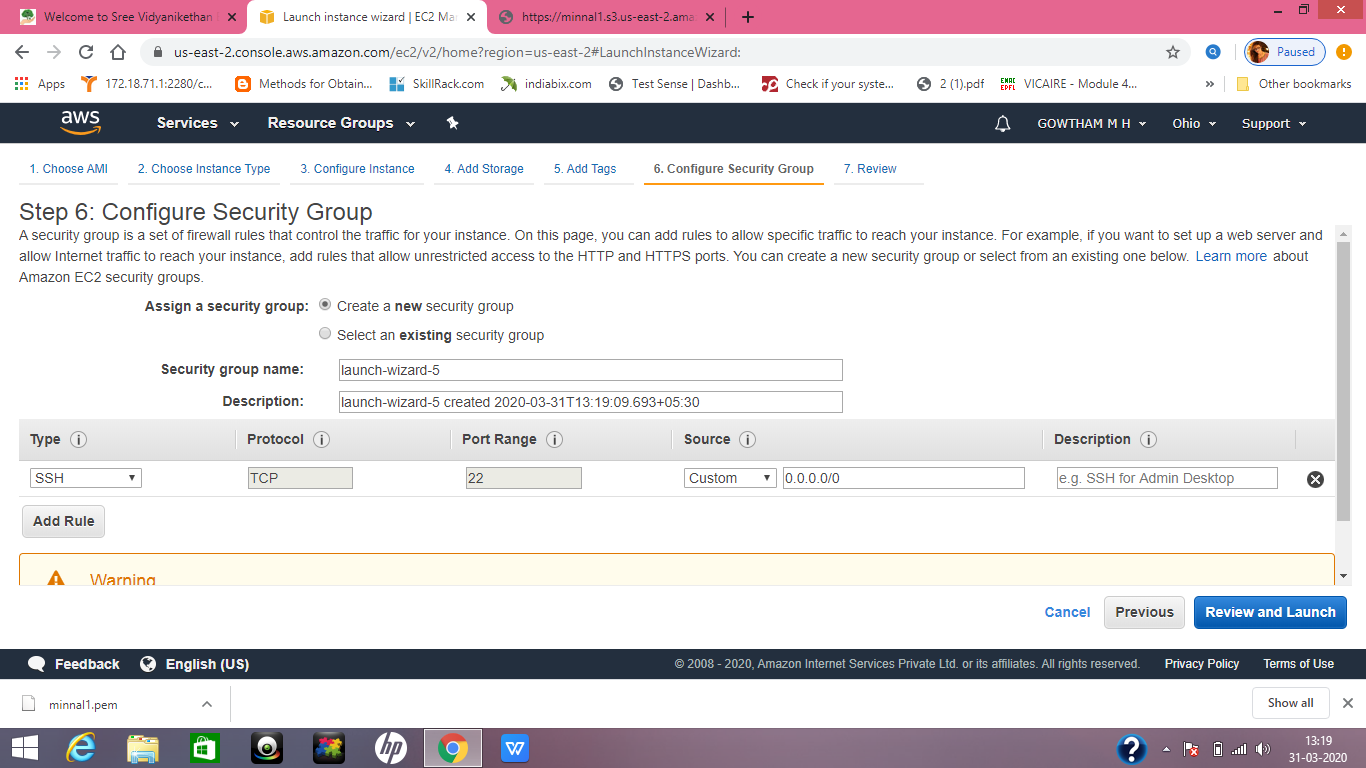 Welcome to Sree Vidyanikethan
Launch instance wizard | EC2 Ma
https://minnal1.s3.us-east-2.ama
us-east-2.console.aws.amazon.com/ec2/v2/home?region=us-east-2#LaunchInstanceWizard:
Paused
Apps
172.18.71.1:2280/c...
Methods for Obtain...
SkillRack.com
indiabix.com
Test Sense | Dashb...
Check if your syste...
2 (1).pdf
VICAIRE - Module 4...
»
Other bookmarks
aws
Services
Resource Groups
GOWTHAM M H
Ohio
Support
1. Choose AMI
2. Choose Instance Type
3. Configure Instance
4. Add Storage
5. Add Tags
6. Configure Security Group
7. Review
Step 6: Configure Security Group
A security group is a set of firewall rules that control the traffic for your instance. On this page, you can add rules to allow specific traffic to reach your instance. For example, if you want to set up a web server and
allow Internet traffic to reach your instance, add rules that allow unrestricted access to the HTTP and HTTPS ports. You can create a new security group or select from an existing one below. Learn more about
Amazon EC2 security groups.
Assign a security group: Create a new security group
Select an existing security group
Security group name: launch-wizard-5
Description: launch-wizard-5 created 2020-03-31T13:19:09.693+05:30
Type Protocol Port Range Source Description
SSH TCP 22 Custom 0.0.0.0/0 e.g. SSH for Admin Desktop
Add Rule
Warning
Cancel Previous Review and Launch
Feedback English (US) © 2008 - 2020, Amazon Internet Services Private Ltd. or its affiliates. All rights reserved. Privacy Policy Terms of Use
minnal1.pem Show all
13:19
31-03-2020